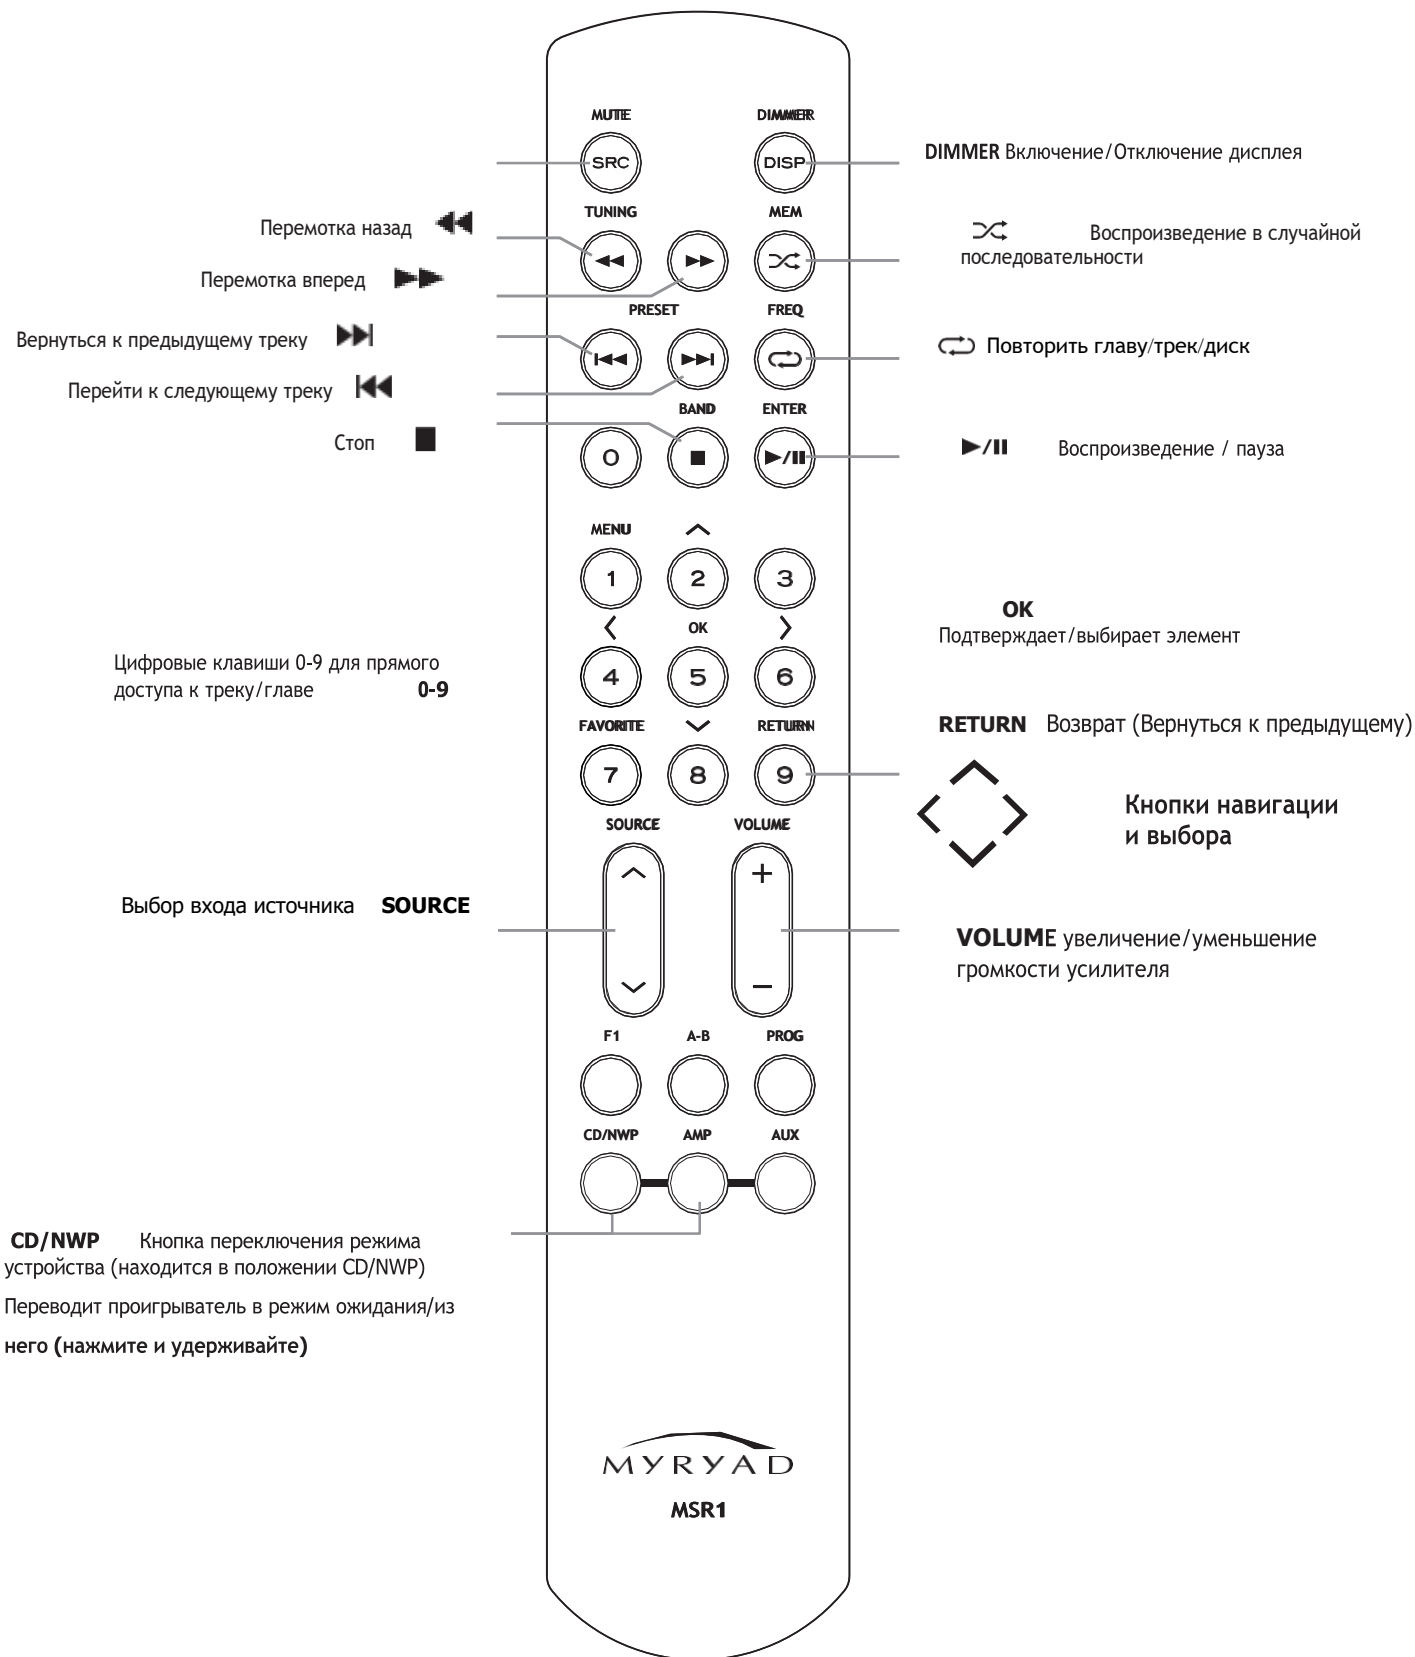 MUTE
DIMMER
SRC
DISP
DIMMER Включение/Отключение дисплея
TUNING
MEM
Перемотка назад
Воспроизведение в случайной
последовательности
Перемотка вперед
PRESET
FREQ
Вернуться к предыдущему треку
Повторить главу/трек/диск
Перейти к следующему треку
BAND
ENTER
Стоп
0
Воспроизведение / пауза
MENU
1
2
3
OK
Подтверждает/выбирает элемент
OK
Цифровые клавиши 0-9 для прямого
доступа к треку/главе 0-9
4
5
6
FAVORITE
RETURN
RETURN Возврат (Вернуться к предыдущему)
7
8
9
Кнопки навигации
и выбора
SOURCE
VOLUME
+
Выбор входа источника SOURCE
VOLUME увеличение/уменьшение
громкости усилителя
−
F1
A-B
PROG
CD/NWP
AMP
AUX
CD/NWP Кнопка переключения режима
устройства (находится в положении CD/NWP)
Переводит проигрыватель в режим ожидания/из
него (нажмите и удерживайте)
MYRYAD
MSR1